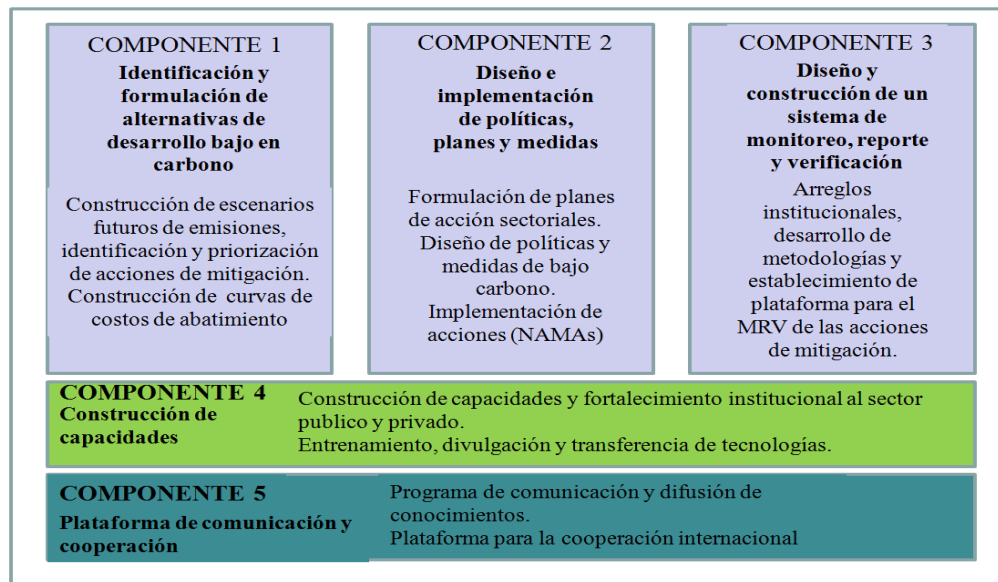 COMPONENTE 1
Identificación y
formulación de
alternativas de
desarrollo bajo en
carbono
Construcción de escenarios
futuros de emisiones,
identificación y priorización
de acciones de mitigación.
Construcción de curvas de
costos de abatimiento
COMPONENTE 2
Diseño e
implementación
de políticas,
planes y medidas
Formulación de planes
de acción sectoriales.
Diseño de políticas y
medidas de bajo
carbono.
Implementación de
acciones (NAMAs)
COMPONENTE 3
Diseño y
construcción de un
sistema de
monitoreo, reporte
y verificación
Arreglos
institucionales,
desarrollo de
metodologías y
establecimiento de
plataforma para el
MRV de las acciones
de mitigación.
COMPONENTE 4
Construcción de
capacidades
Construcción de capacidades y fortalecimiento institucional al sector
publico y privado.
Entrenamiento, divulgación y transferencia de tecnologías.
COMPONENTE 5
Plataforma de comunicación y
cooperación
Programa de comunicación y difusión de
conocimientos.
Plataforma para la cooperación internacional